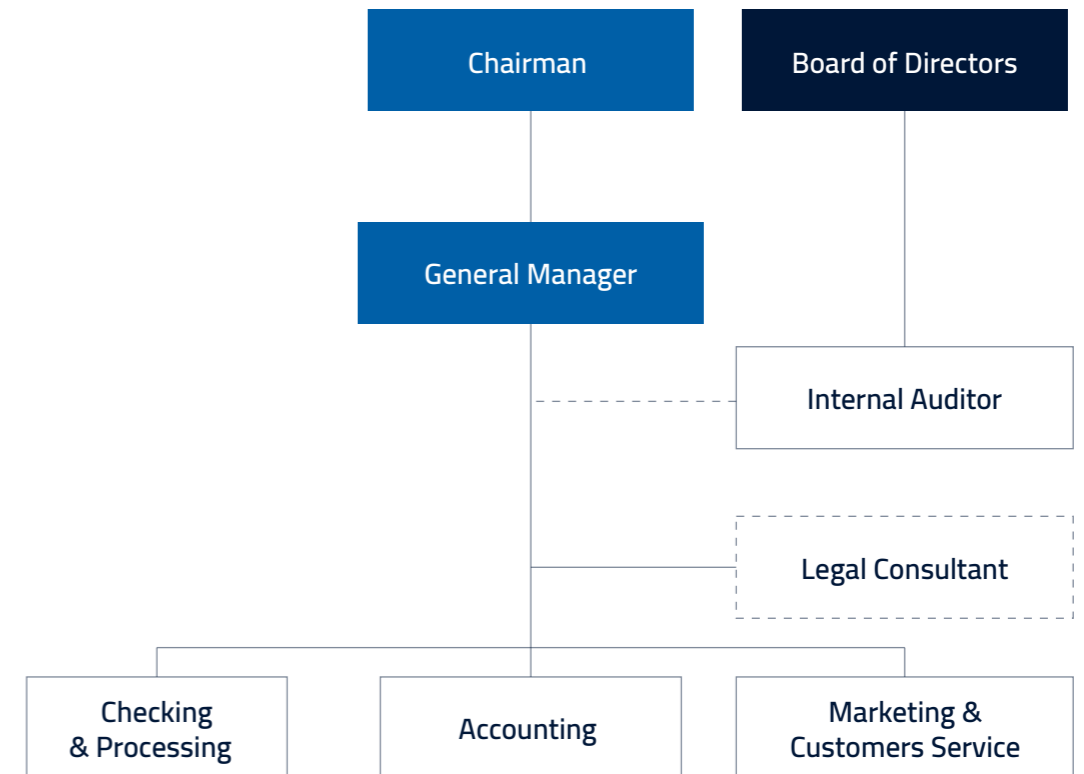 Chairman
Board of Directors
General Manager
Internal Auditor
Legal Consultant
Checking
& Processing
Accounting
Marketing &
Customers Service